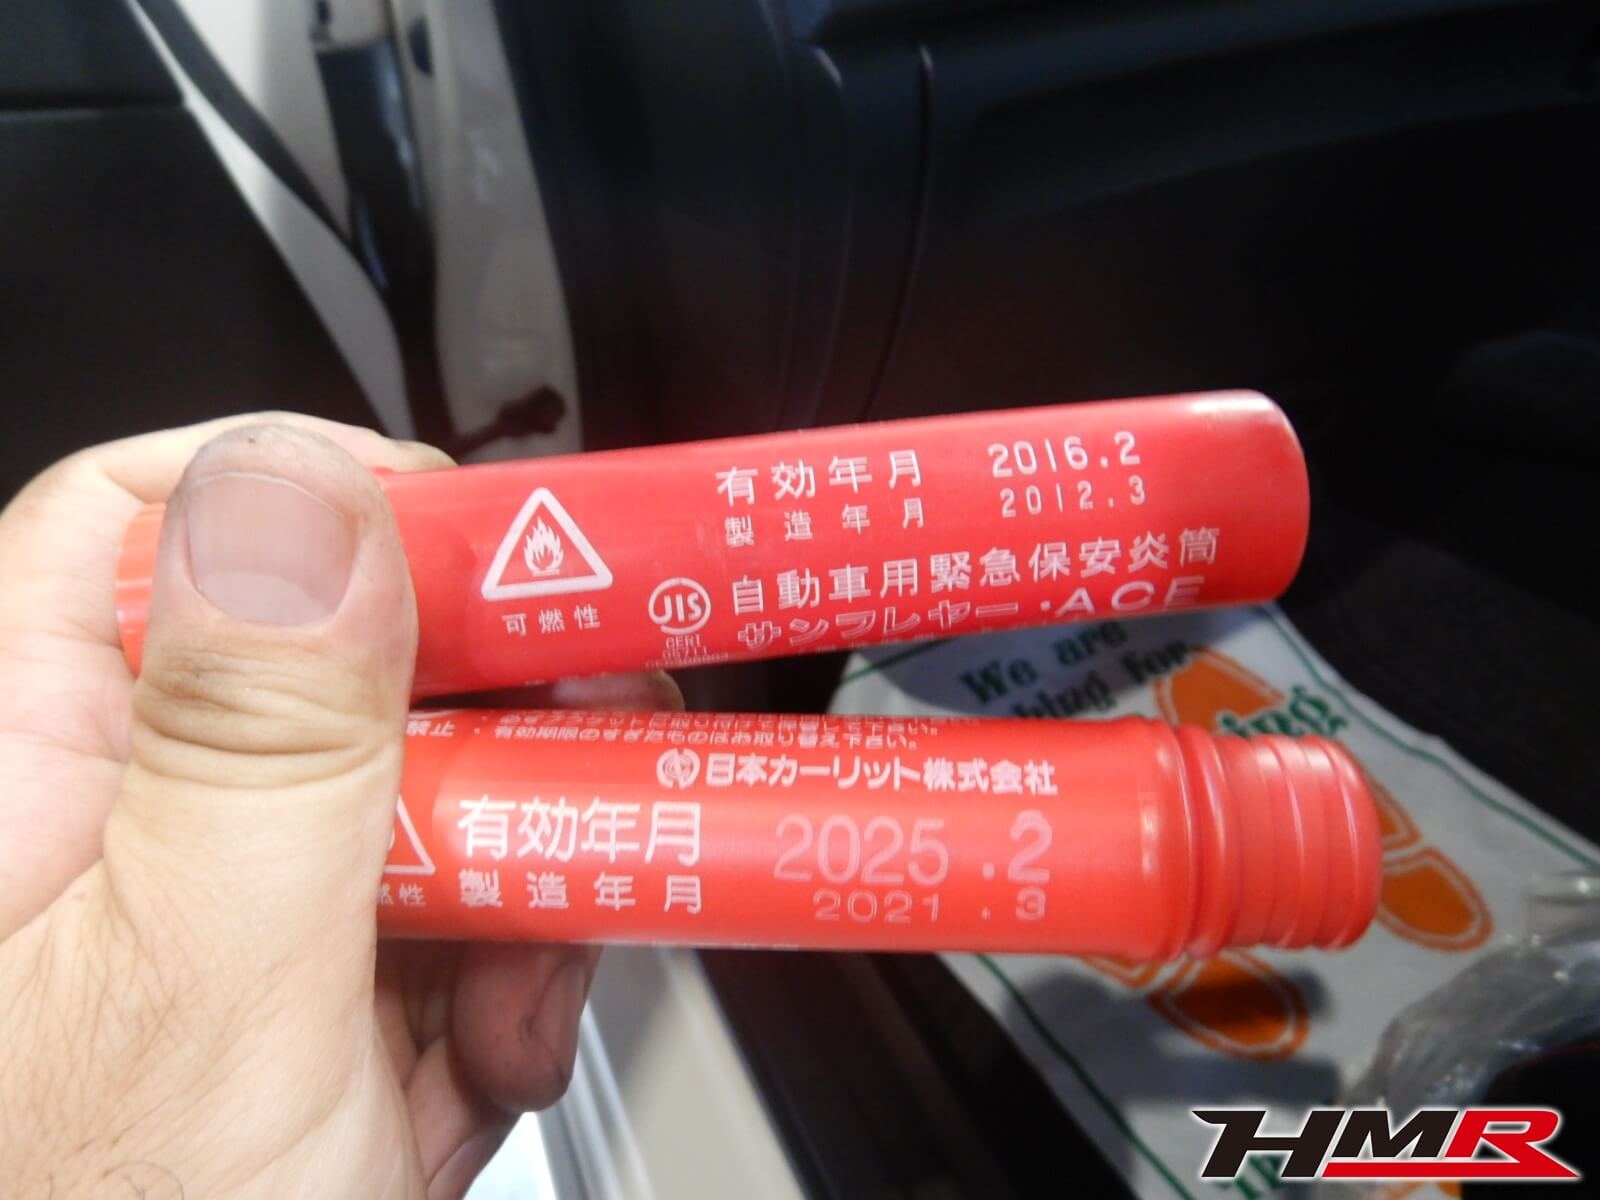 有効年月 2016.2
製造年月 2012.3
可燃性
JIS
自動車用緊急保安炎筒
サンフレヤー・ACE
CERT
禁止・有効期限のすぎたものはお取り替え下さい。
日本カーリット株式会社
有効年月 2025.2
製造年月 2021.3
燃性
We are
for
HMR